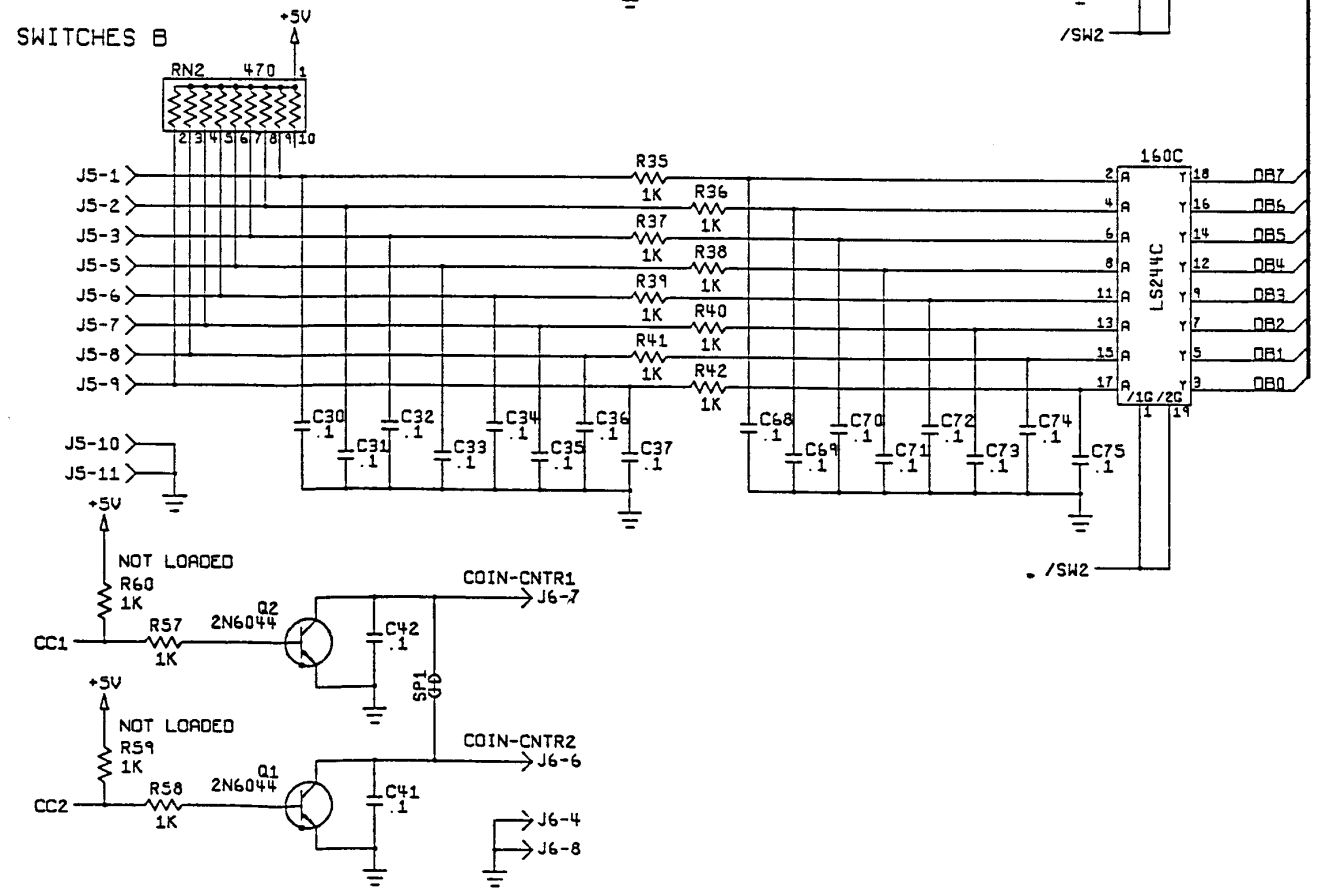 +5V
SWITCHES B
/SW2
RN2 470 1
2 3 4 5 6 7 8 9 10
160C
J5-1 R35 1K 2 A Y 18 DB7
J5-2 R36 1K 4 A Y 16 DB6
J5-3 R37 1K 6 A Y 14 DB5
J5-5 R38 1K 8 A Y 12 DB4
J5-6 R39 1K 11 A Y 9 DB3
J5-7 R40 1K 13 A Y 7 DB2
J5-8 R41 1K 15 A Y 5 DB1
J5-9 R42 1K 17 A Y 3 DB0
LS244C
/1G /2G
1 19
C30 .1
C31 .1
C32 .1
C33 .1
C34 .1
C35 .1
C36 .1
C37 .1
C68 .1
C69 .1
C70 .1
C71 .1
C72 .1
C73 .1
C74 .1
C75 .1
J5-10
J5-11
/SW2
+5V
NOT LOADED
R60
1K
CC1
R57
1K
Q2
2N6044
C42
.1
COIN-CNTR1
J6-7
SP1
+5V
NOT LOADED
R59
1K
CC2
R58
1K
Q1
2N6044
C41
.1
COIN-CNTR2
J6-6
J6-4
J6-8